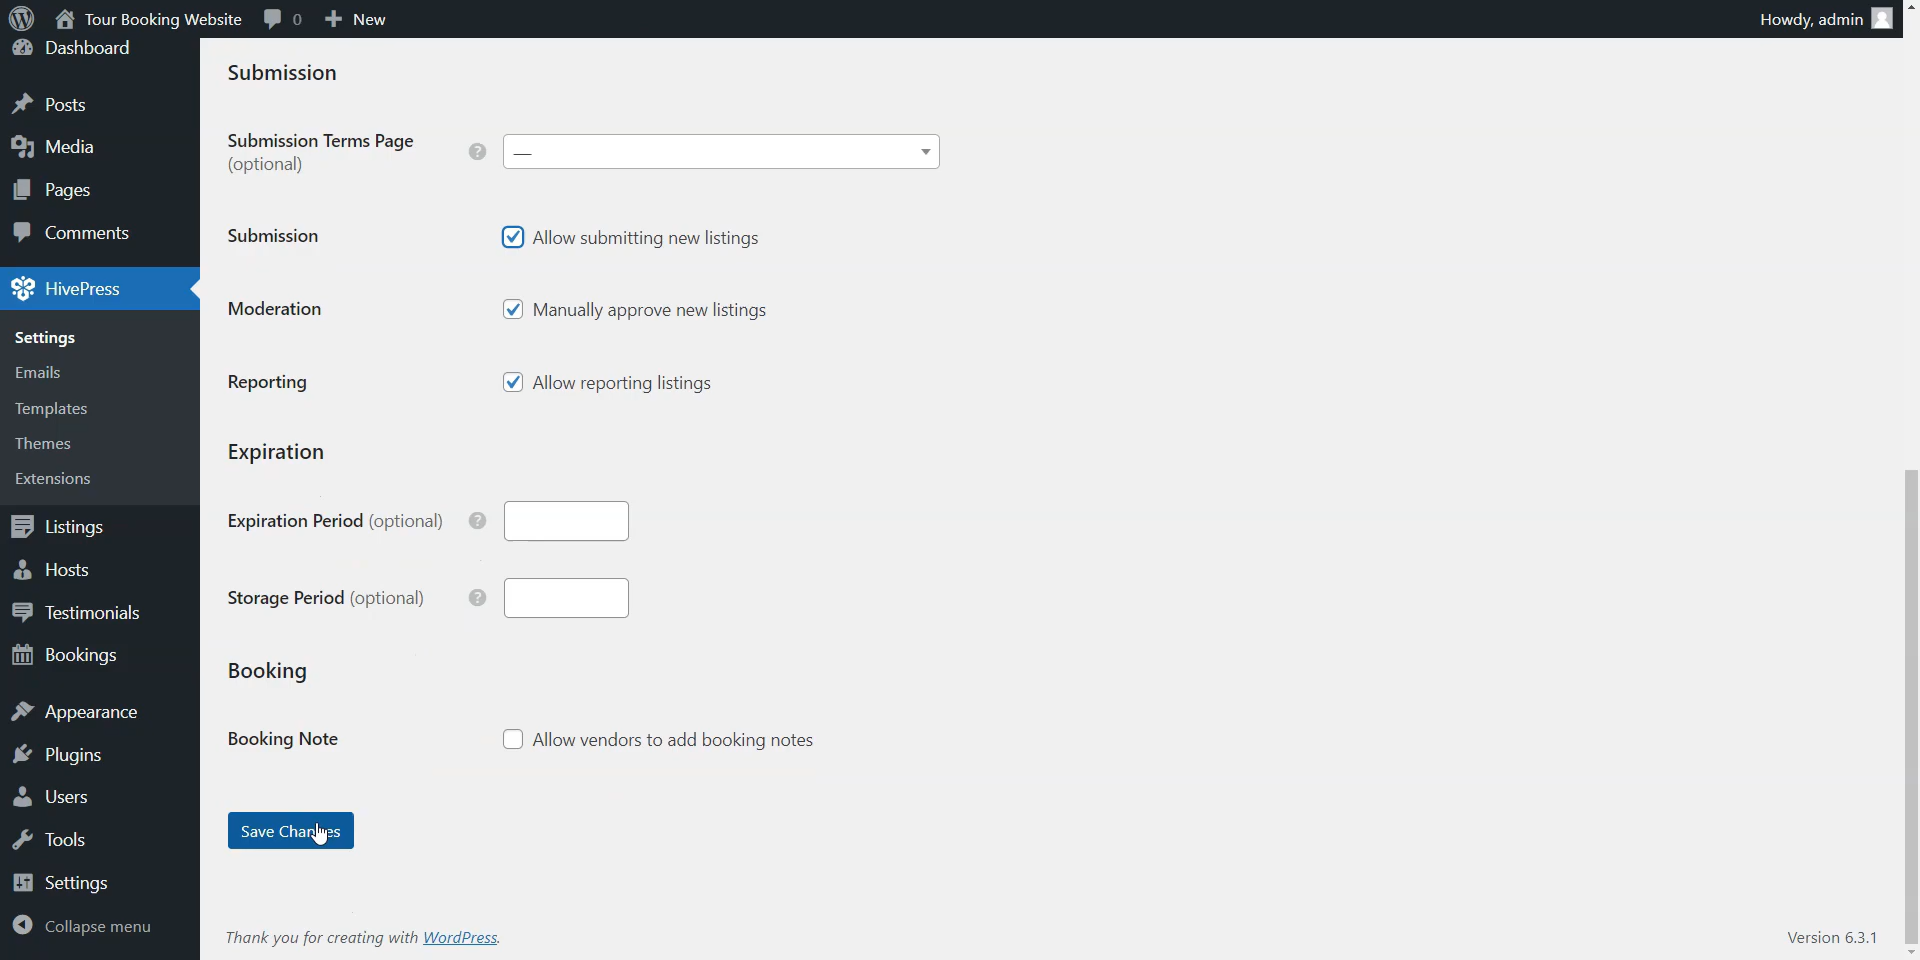 Tour Booking Website 0 New Howdy, admin
Dashboard
Posts
Media
Pages
Comments
HivePress
Settings
Emails
Templates
Themes
Extensions
Listings
Hosts
Testimonials
Bookings
Appearance
Plugins
Users
Tools
Settings
Collapse menu
Submission
Submission Terms Page
(optional) ? —
Submission Allow submitting new listings
Moderation Manually approve new listings
Reporting Allow reporting listings
Expiration
Expiration Period (optional) ?
Storage Period (optional) ?
Booking
Booking Note Allow vendors to add booking notes
Save Changes
Thank you for creating with WordPress. Version 6.3.1